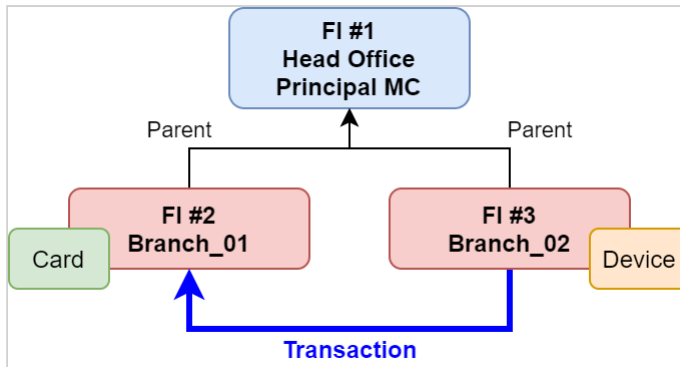 FI #1
Head Office
Principal MC
Parent
Parent
FI #2
Branch_01
FI #3
Branch_02
Card
Device
Transaction